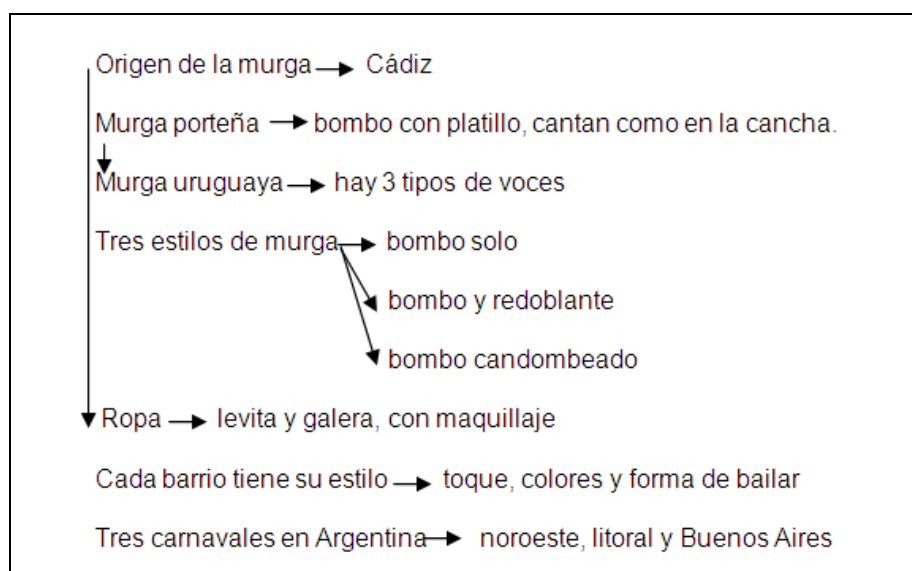 Origen de la murga → Cádiz
Murga porteña → bombo con platillo, cantan como en la cancha.
Murga uruguaya → hay 3 tipos de voces
Tres estilos de murga → bombo solo
bombo y redoblante
bombo candombeado
Ropa → levita y galera, con maquillaje
Cada barrio tiene su estilo → toque, colores y forma de bailar
Tres carnavales en Argentina → noroeste, litoral y Buenos Aires